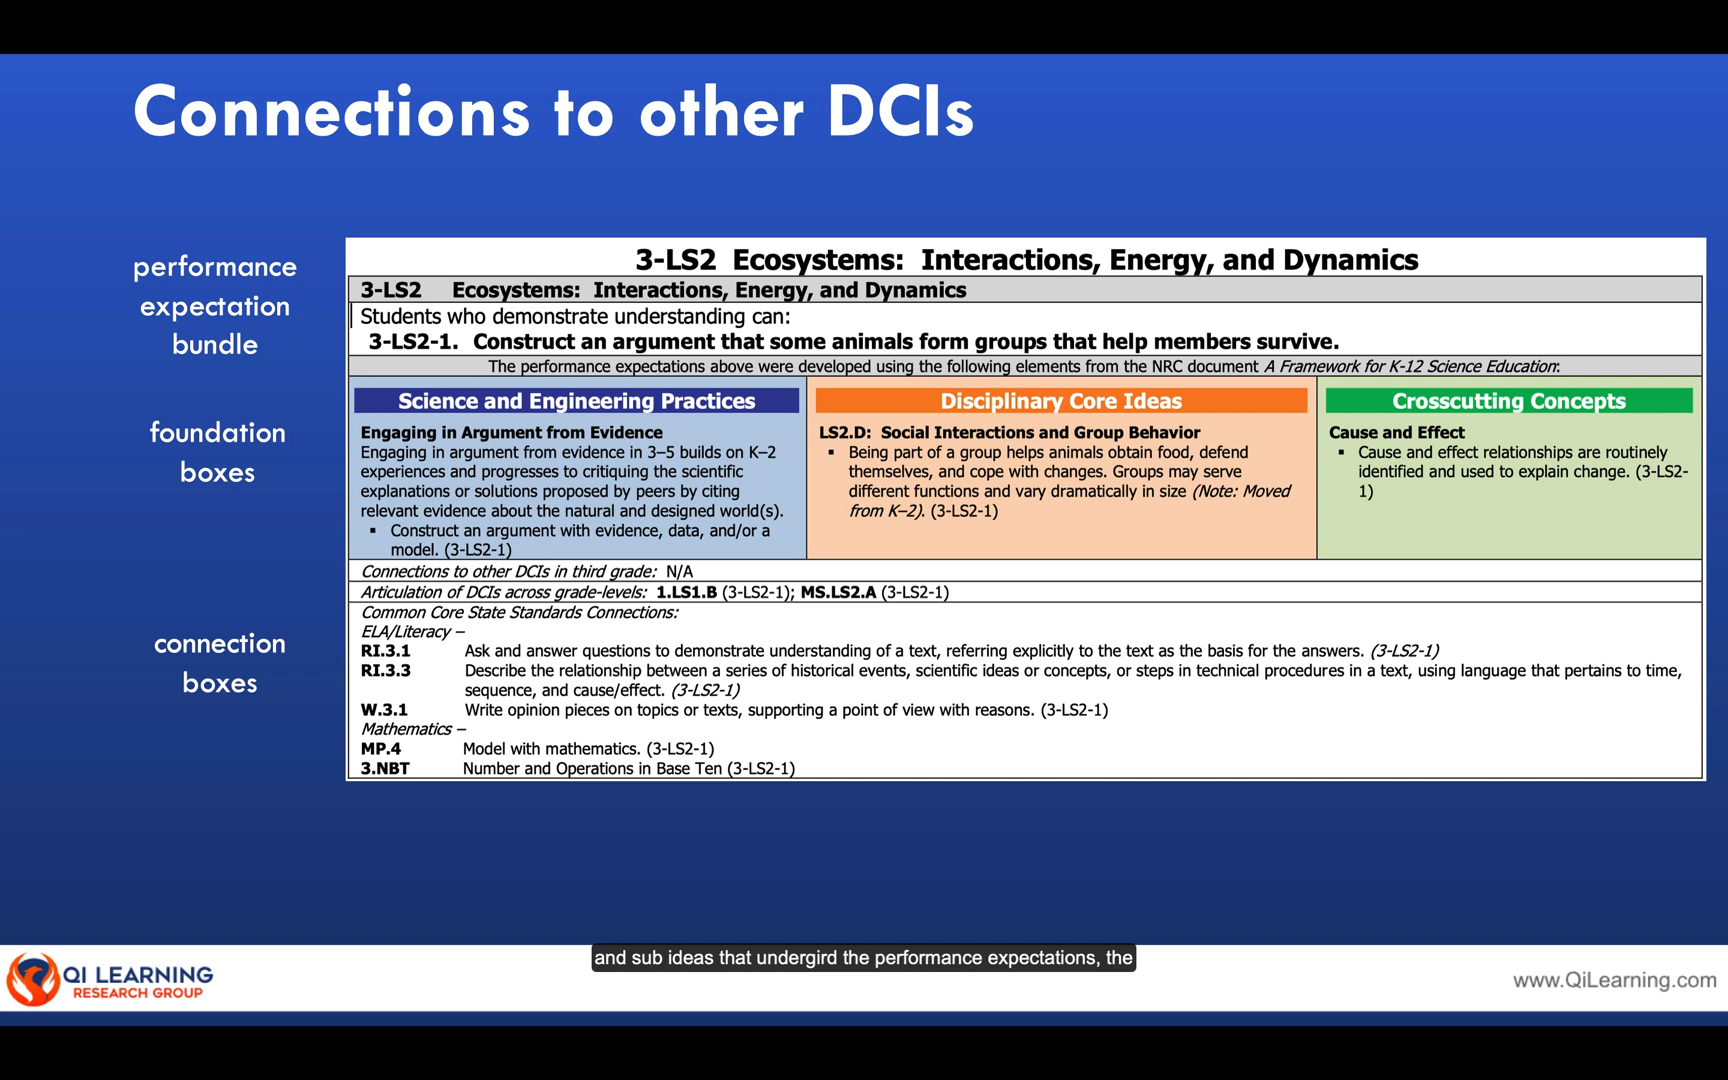 Connections to other DCIs
performance
expectation
bundle
foundation
boxes
connection
boxes
3-LS2 Ecosystems: Interactions, Energy, and Dynamics
3-LS2 Ecosystems: Interactions, Energy, and Dynamics
Students who demonstrate understanding can:
3-LS2-1. Construct an argument that some animals form groups that help members survive.
The performance expectations above were developed using the following elements from the NRC document A Framework for K-12 Science Education:
Science and Engineering Practices
Engaging in Argument from Evidence
Engaging in argument from evidence in 3–5 builds on K–2
experiences and progresses to critiquing the scientific
explanations or solutions proposed by peers by citing
relevant evidence about the natural and designed world(s).
▪ Construct an argument with evidence, data, and/or a
model. (3-LS2-1)
Disciplinary Core Ideas
LS2.D: Social Interactions and Group Behavior
▪ Being part of a group helps animals obtain food, defend
themselves, and cope with changes. Groups may serve
different functions and vary dramatically in size (Note: Moved
from K–2). (3-LS2-1)
Crosscutting Concepts
Cause and Effect
▪ Cause and effect relationships are routinely
identified and used to explain change. (3-LS2-
1)
Connections to other DCIs in third grade: N/A
Articulation of DCIs across grade-levels: 1.LS1.B (3-LS2-1); MS.LS2.A (3-LS2-1)
Common Core State Standards Connections:
ELA/Literacy –
RI.3.1 Ask and answer questions to demonstrate understanding of a text, referring explicitly to the text as the basis for the answers. (3-LS2-1)
RI.3.3 Describe the relationship between a series of historical events, scientific ideas or concepts, or steps in technical procedures in a text, using language that pertains to time,
sequence, and cause/effect. (3-LS2-1)
W.3.1 Write opinion pieces on topics or texts, supporting a point of view with reasons. (3-LS2-1)
Mathematics –
MP.4 Model with mathematics. (3-LS2-1)
3.NBT Number and Operations in Base Ten (3-LS2-1)
and sub ideas that undergird the performance expectations, the
QI LEARNING
RESEARCH GROUP
www.QiLearning.com